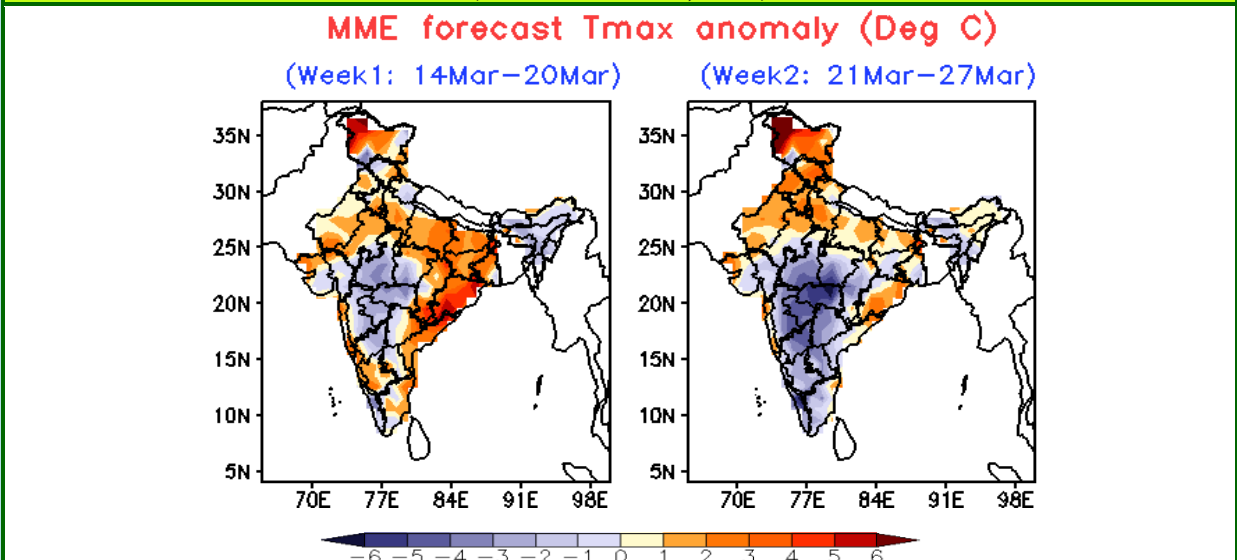 MME forecast Tmax anomaly (Deg C)
(Week1: 14Mar−20Mar) (Week2: 21Mar−27Mar)
35N 35N
30N 30N
25N 25N
20N 20N
15N 15N
10N 10N
5N 5N
70E 77E 84E 91E 98E 70E 77E 84E 91E 98E
−6 −5 −4 −3 −2 −1 0 1 2 3 4 5 6